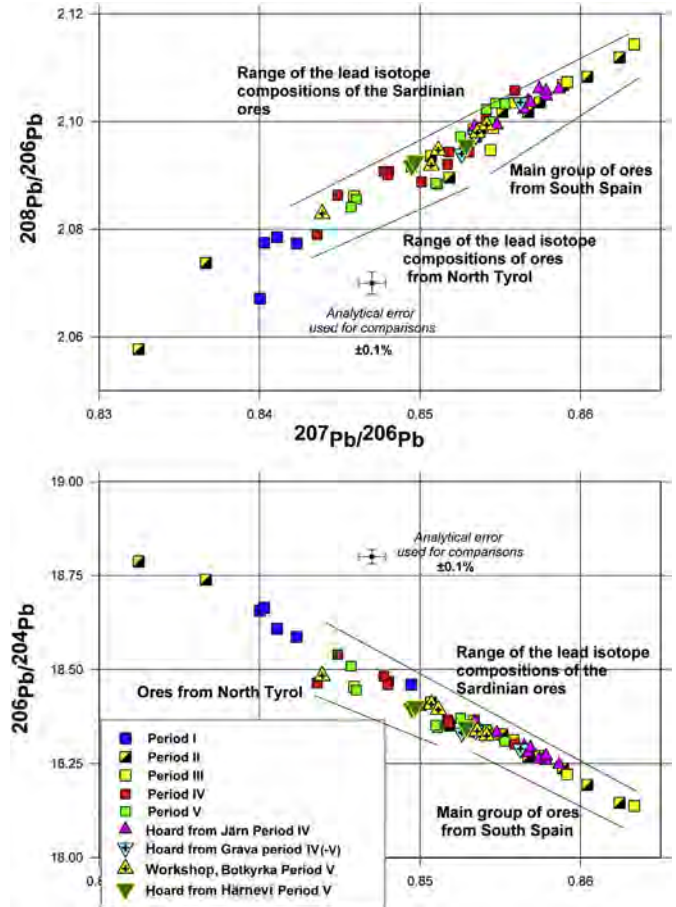 2.12
Range of the lead isotope
compositions of the Sardinian
ores
2.10
Main group of ores
from South Spain
208Pb/206Pb
2.08
Range of the lead isotope
compositions of ores
from North Tyrol
Analytical error
used for comparisons
±0.1%
2.06
0.83
0.84
0.85
0.86
207Pb/206Pb
19.00
Analytical error
used for comparisons
±0.1%
18.75
206Pb/204Pb
Range of the lead isotope
compositions of the
Sardinian ores
18.50
Ores from North Tyrol
Period I
Period II
Period III
Period IV
Period V
Hoard from Järn Period IV
Hoard from Grava period IV(-V)
Workshop, Botkyrka Period V
Hoard from Härnevi Period V
18.25
Main group of ores
from South Spain
18.00
0.85
0.86